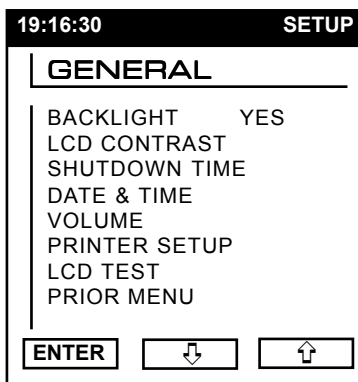 19:16:30 SETUP
GENERAL
BACKLIGHT YES
LCD CONTRAST
SHUTDOWN TIME
DATE & TIME
VOLUME
PRINTER SETUP
LCD TEST
PRIOR MENU
ENTER